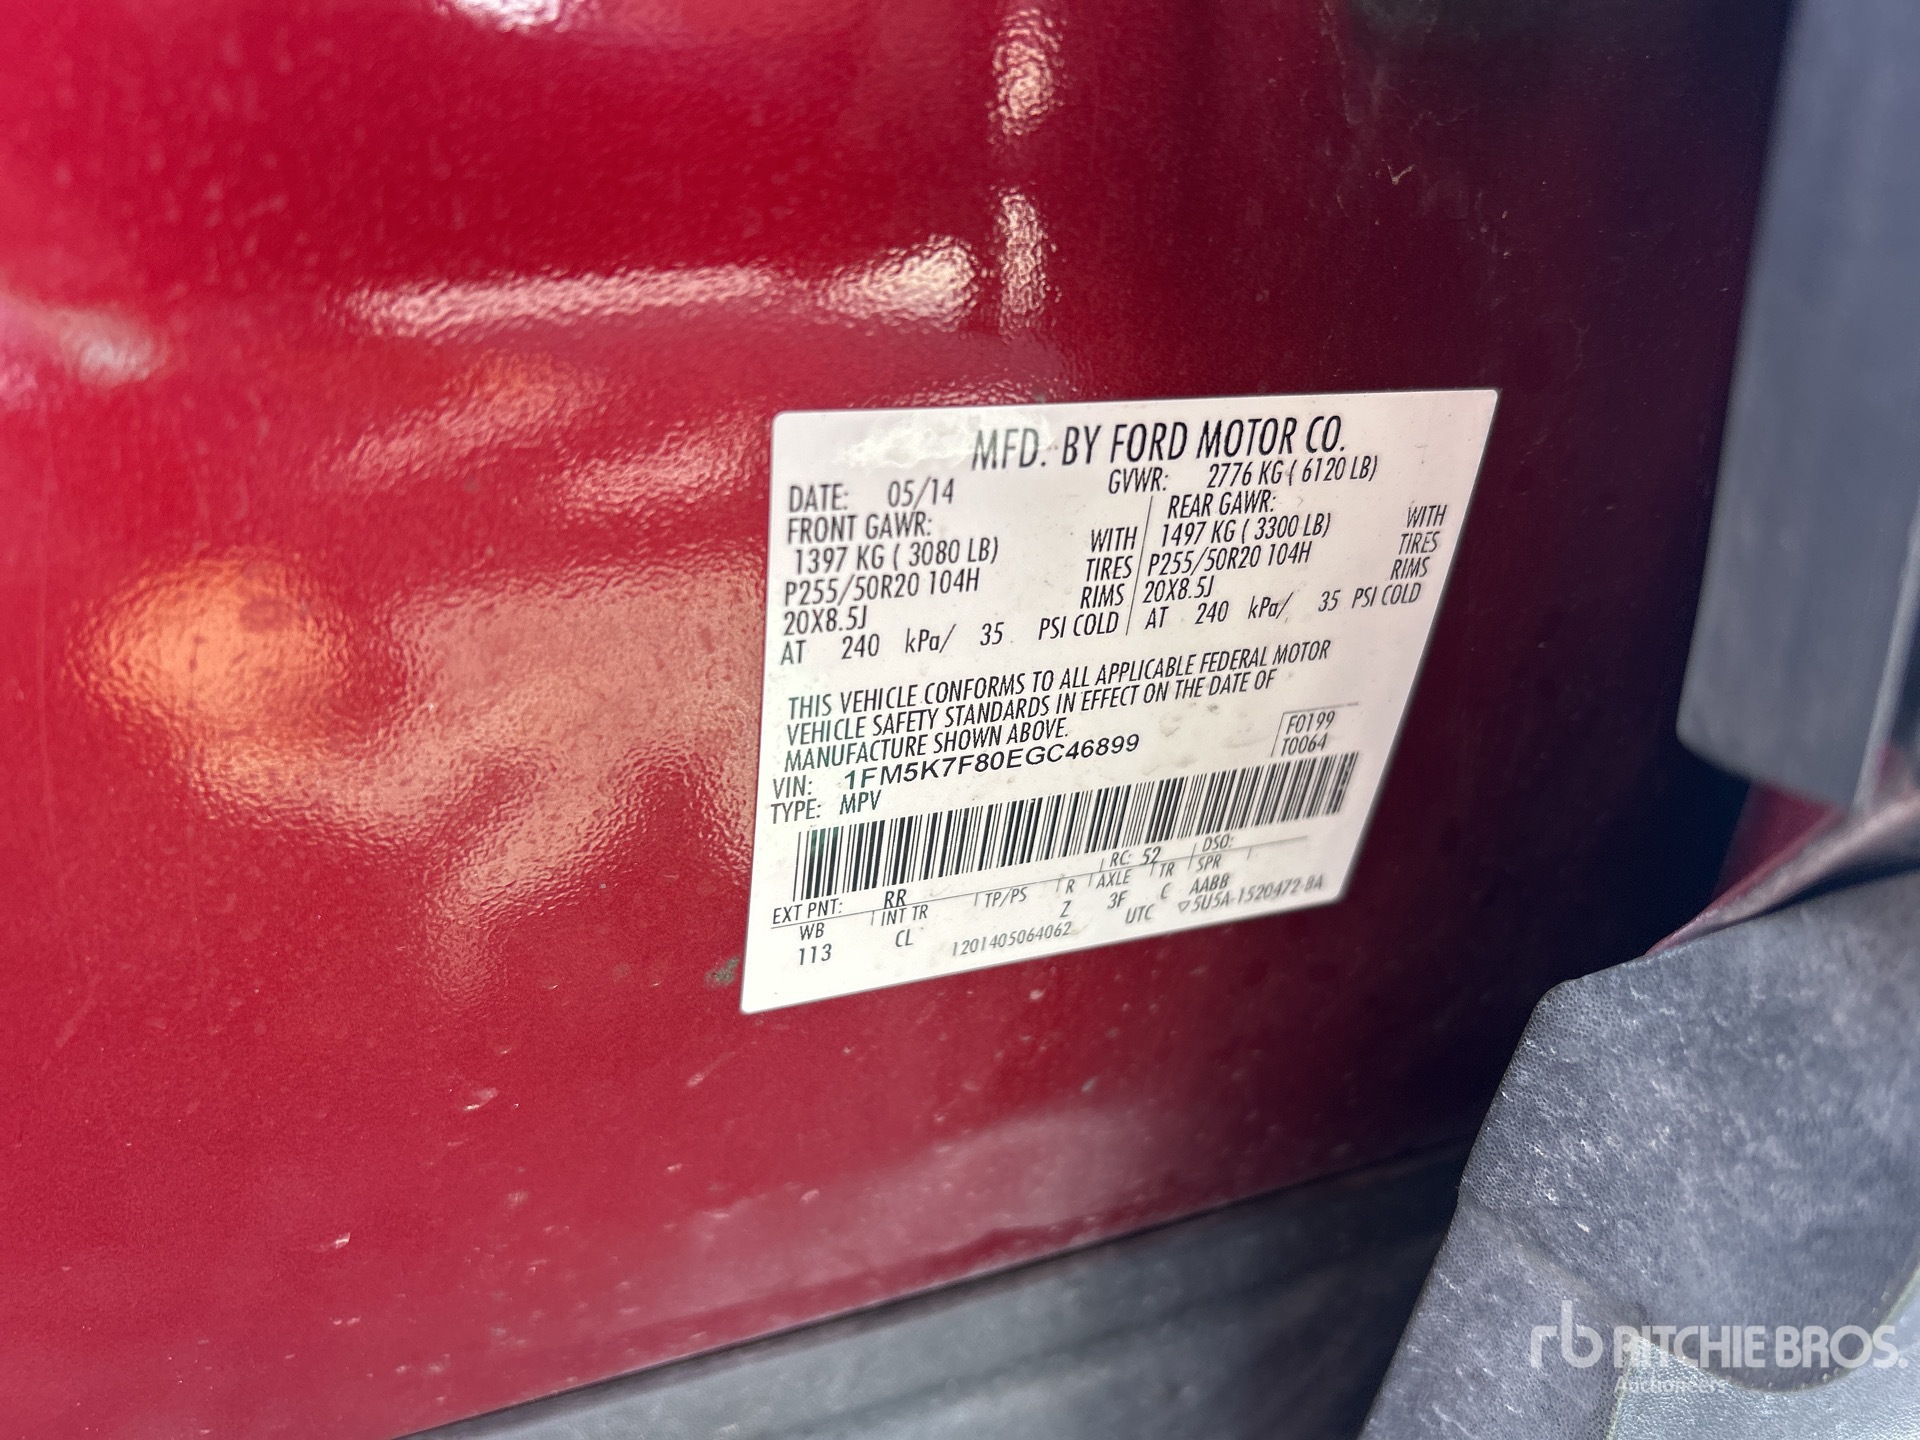 MFD. BY FORD MOTOR CO.
DATE: 05/14 GVWR: 2776 KG ( 6120 LB)
FRONT GAWR: REAR GAWR:
1397 KG ( 3080 LB) WITH 1497 KG ( 3300 LB) WITH
P255/50R20 104H TIRES P255/50R20 104H TIRES
20X8.5J RIMS 20X8.5J RIMS
AT 240 kPa/ 35 PSI COLD AT 240 kPa/ 35 PSI COLD
THIS VEHICLE CONFORMS TO ALL APPLICABLE FEDERAL MOTOR
VEHICLE SAFETY STANDARDS IN EFFECT ON THE DATE OF
MANUFACTURE SHOWN ABOVE.
F0199
VIN: 1FM5K7F80EGC46899 T0064
TYPE: MPV
EXT PNT: RR RC: 52 DSO:
WB INT TR TP/PS R AXLE TR SPR
113 CL Z 3F C AABB
1201405064062 UTC ▽5U5A-1520472-BA
rb RITCHIE BROS.
Auctioneers